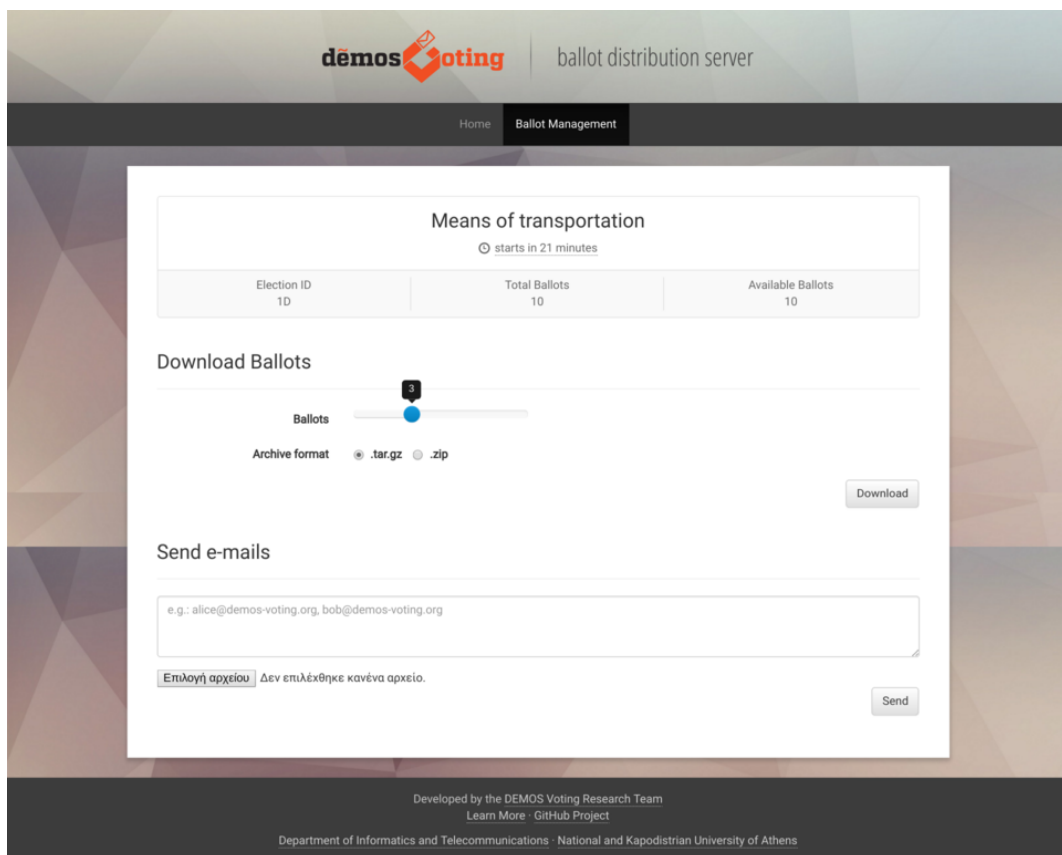 dēmos Voting ballot distribution server
Home Ballot Management
Means of transportation
starts in 21 minutes
Election ID Total Ballots Available Ballots
1D 10 10
Download Ballots
3
Ballots
Archive format .tar.gz .zip
Download
Send e-mails
e.g.: alice@demos-voting.org, bob@demos-voting.org
Επιλογή αρχείου Δεν επιλέχθηκε κανένα αρχείο.
Send
Developed by the DEMOS Voting Research Team
Learn More · GitHub Project
Department of Informatics and Telecommunications · National and Kapodistrian University of Athens